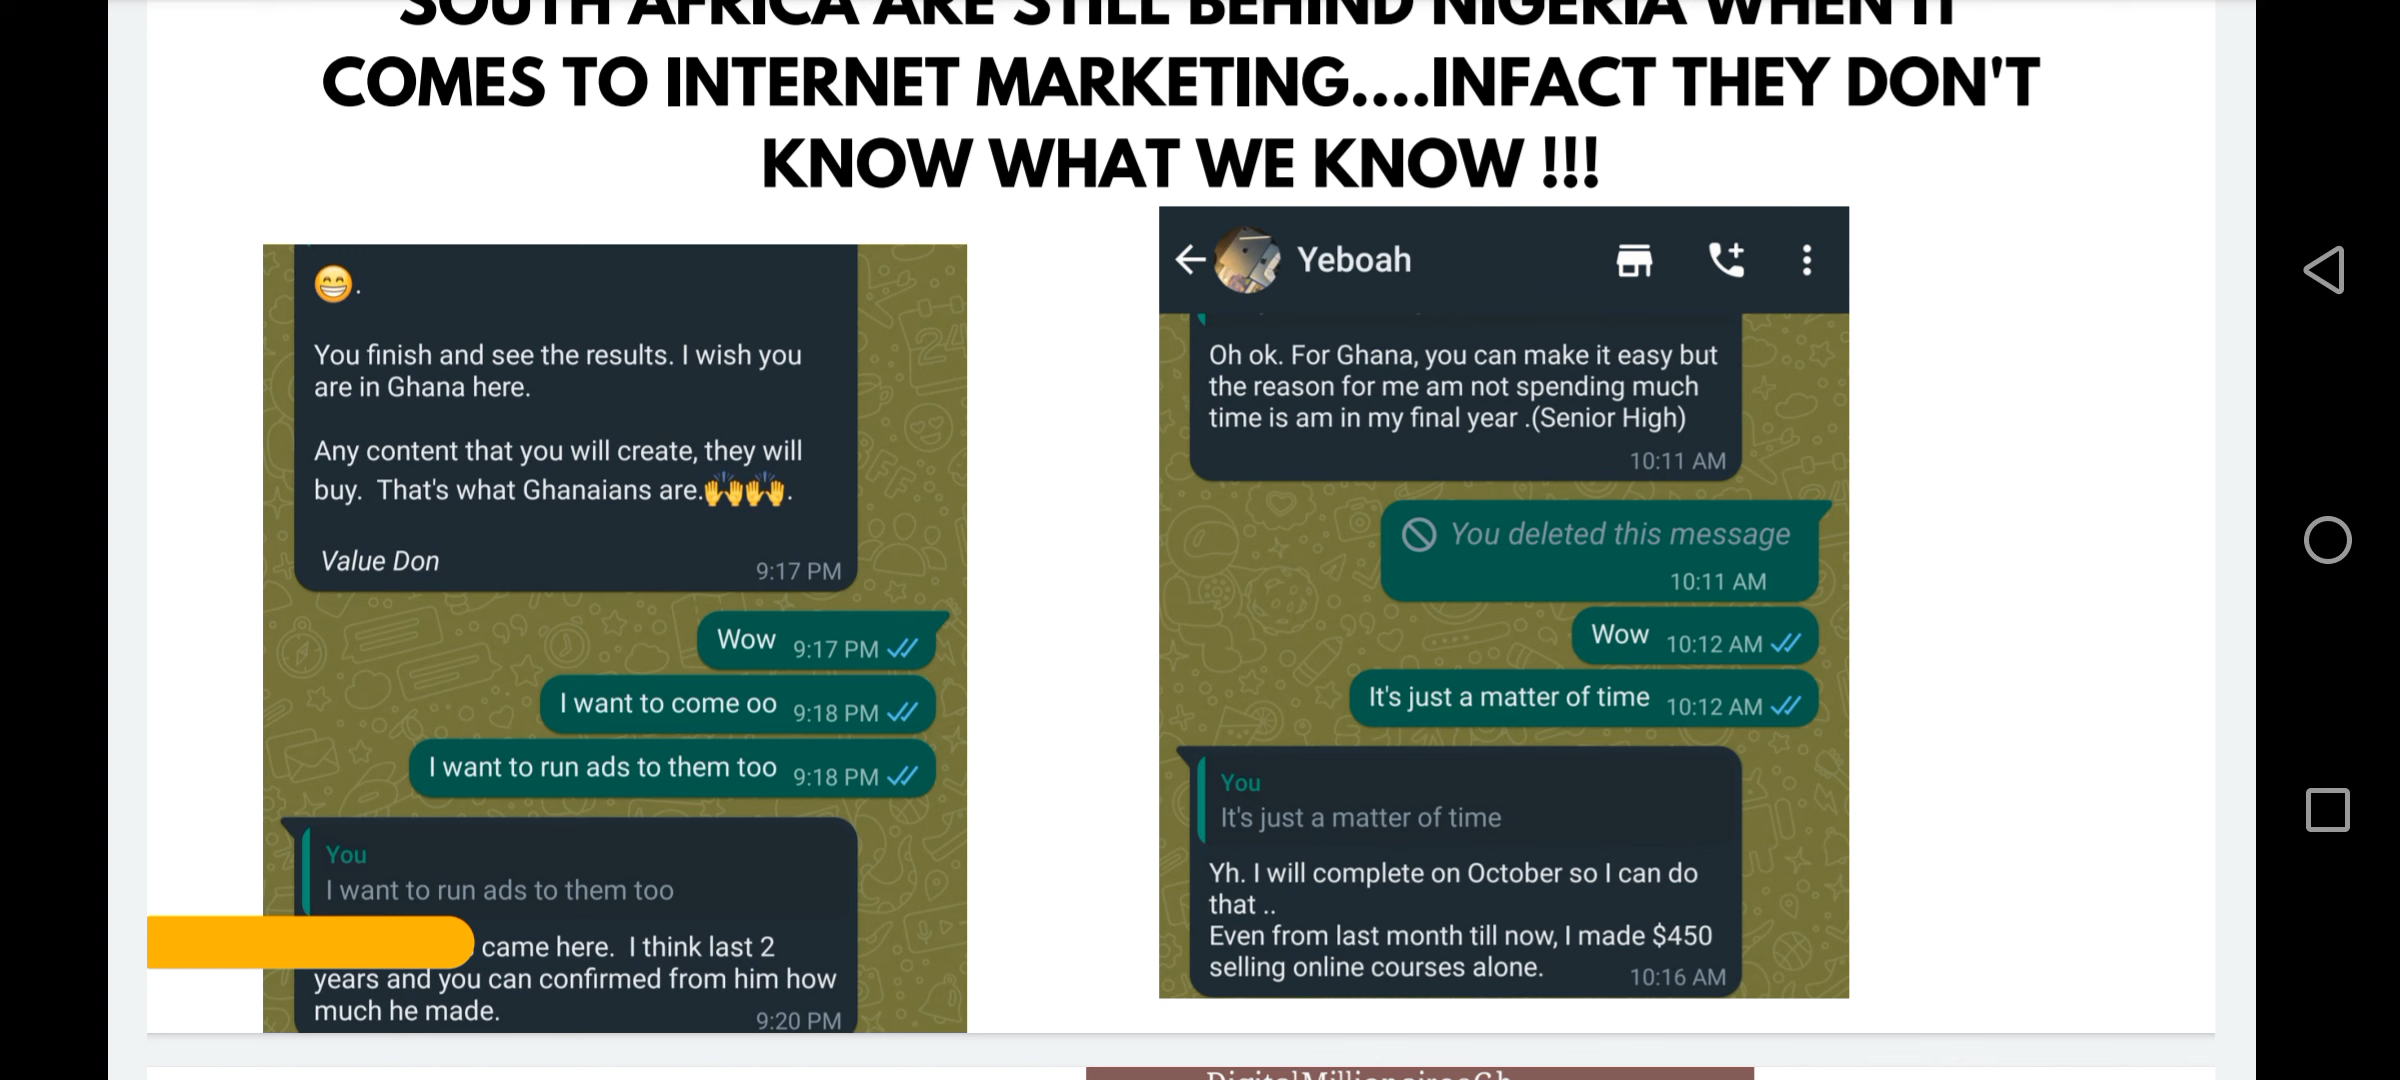 SOUTH AFRICA ARE STILL BEHIND NIGERIA WHEN IT
COMES TO INTERNET MARKETING....INFACT THEY DON'T
KNOW WHAT WE KNOW !!!
😁.
You finish and see the results. I wish you
are in Ghana here.
Any content that you will create, they will
buy.  That's what Ghanaians are.🙌🙌.
Value Don
9:17 PM
Wow 9:17 PM
I want to come oo 9:18 PM
I want to run ads to them too 9:18 PM
You
I want to run ads to them too
came here.  I think last 2
years and you can confirmed from him how
much he made.
9:20 PM
Yeboah
Oh ok. For Ghana, you can make it easy but
the reason for me am not spending much
time is am in my final year .(Senior High)
10:11 AM
You deleted this message
10:11 AM
Wow 10:12 AM
It's just a matter of time 10:12 AM
You
It's just a matter of time
Yh. I will complete on October so I can do
that ..
Even from last month till now, I made $450
selling online courses alone.
10:16 AM